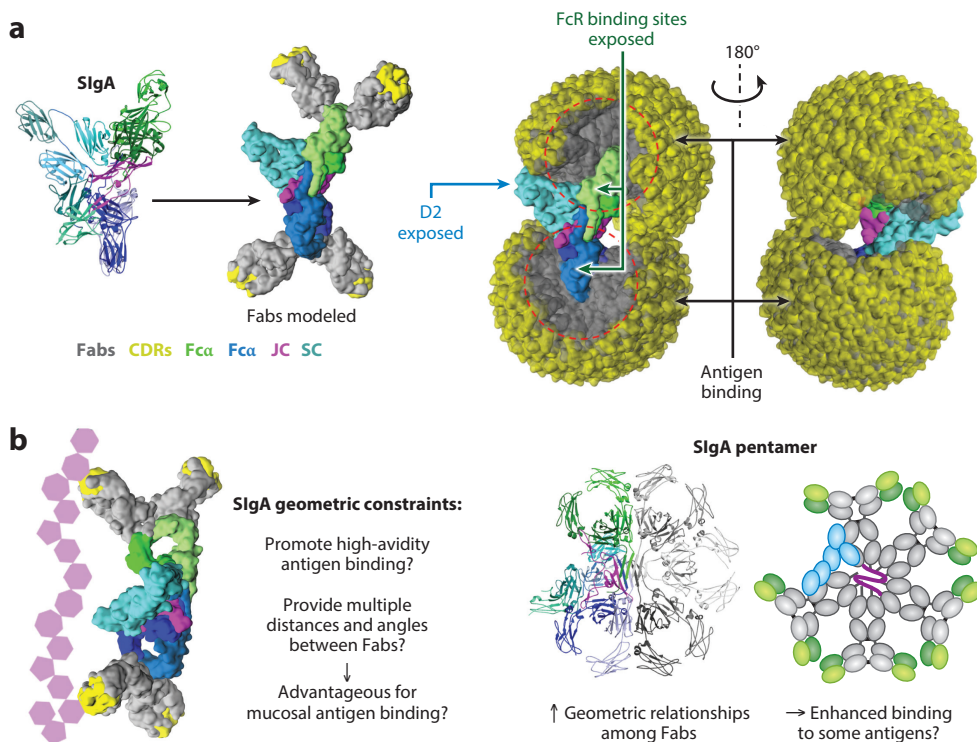 a
SIgA
Fabs modeled
Fabs CDRs Fcα Fcα JC SC
FcR binding sites
exposed
180°
D2
exposed
Antigen
binding
b
SIgA geometric constraints:
Promote high-avidity
antigen binding?
Provide multiple
distances and angles
between Fabs?
↓
Advantageous for
mucosal antigen binding?
SIgA pentamer
↑ Geometric relationships
among Fabs
→ Enhanced binding
to some antigens?